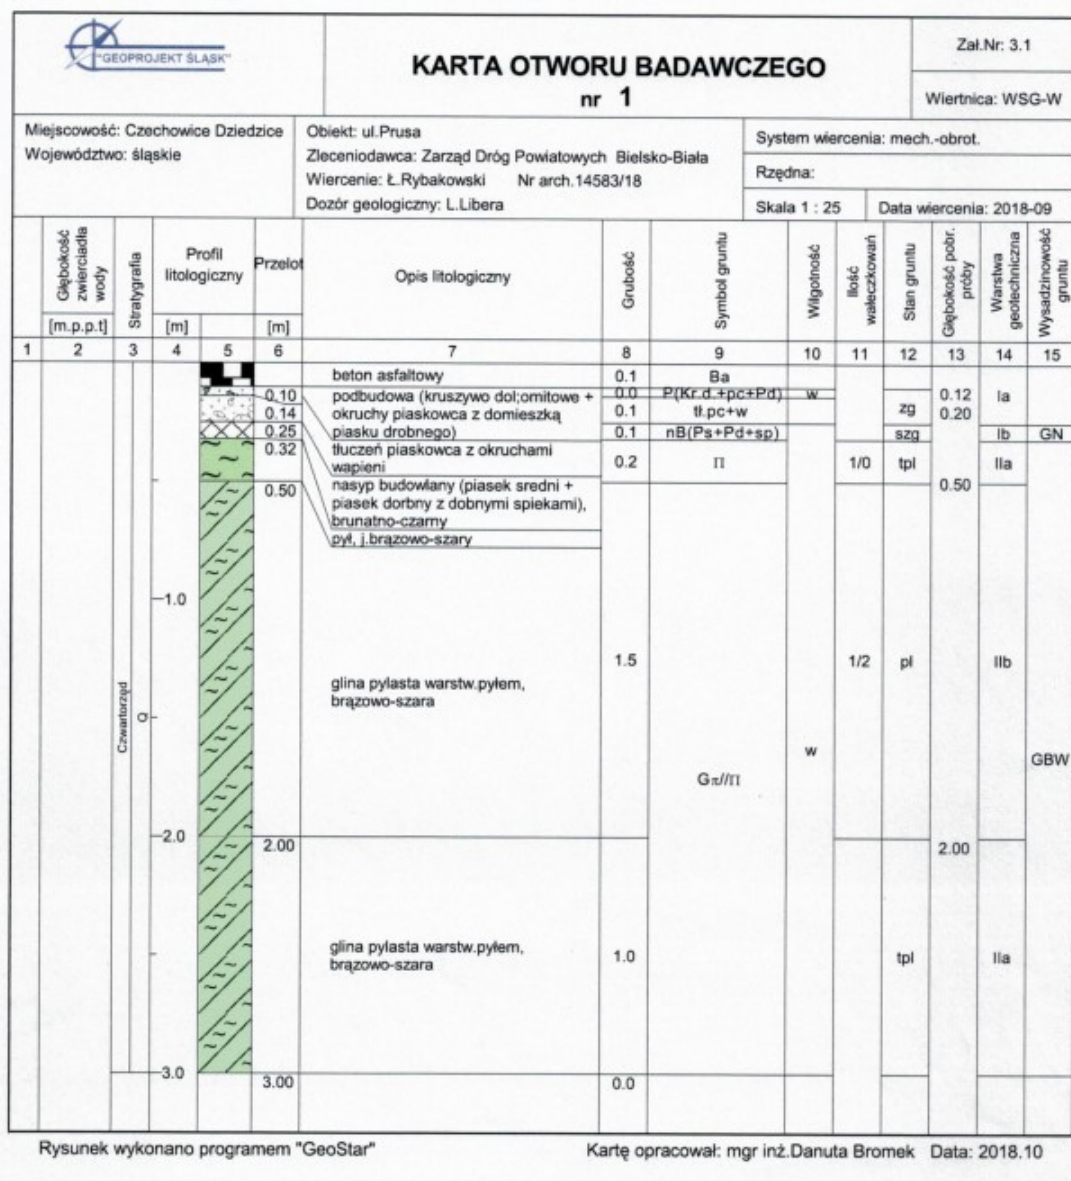 "GEOPROJEKT ŚLĄSK"
KARTA OTWORU BADAWCZEGO
nr 1
Zał.Nr: 3.1
Wiertnica: WSG-W
Miejscowość: Czechowice Dziedzice
Województwo: śląskie
Obiekt: ul.Prusa
Zleceniodawca: Zarząd Dróg Powiatowych Bielsko-Biała
Wiercenie: Ł.Rybakowski Nr arch.14583/18
Dozór geologiczny: L.Libera
System wiercenia: mech.-obrot.
Rzędna:
Skala 1 : 25 Data wiercenia: 2018-09
Głębokość zwierciadła wody
[m.p.p.t]
Stratygrafia
Profil litologiczny
[m]
Przelot
[m]
Opis litologiczny
Grubość
Symbol gruntu
Wilgotność
Ilość wałeczkowań
Stan gruntu
Głębokość pobr. próby
Warstwa geotechniczna
Wysadzinowość gruntu
1 2 3 4 5 6 7 8 9 10 11 12 13 14 15
beton asfaltowy 0.1 Ba
0.10 podbudowa (kruszywo dol;omitowe + 0.0 P(Kr.d.+pc+Pd) w 0.12 Ia
0.14 okruchy piaskowca z domieszką 0.1 tł.pc+w zg 0.20
0.25 piasku drobnego) 0.1 nB(Ps+Pd+sp) szg Ib GN
0.32 tłuczeń piaskowca z okruchami
wapieni 0.2 Π 1/0 tpl IIa
0.50 nasyp budowlany (piasek sredni + 0.50
piasek dorbny z dobnymi spiekami),
brunatno-czarny
pył, j.brązowo-szary
1.0
Czwartorzęd
Q
glina pylasta warstw.pyłem,
brązowo-szara
1.5 1/2 pl IIb
w
GBW
Gπ//Π
2.0 2.00 2.00
glina pylasta warstw.pyłem,
brązowo-szara
1.0 tpl IIa
3.0 3.00 0.0
Rysunek wykonano programem "GeoStar"
Kartę opracował: mgr inż.Danuta Bromek Data: 2018.10